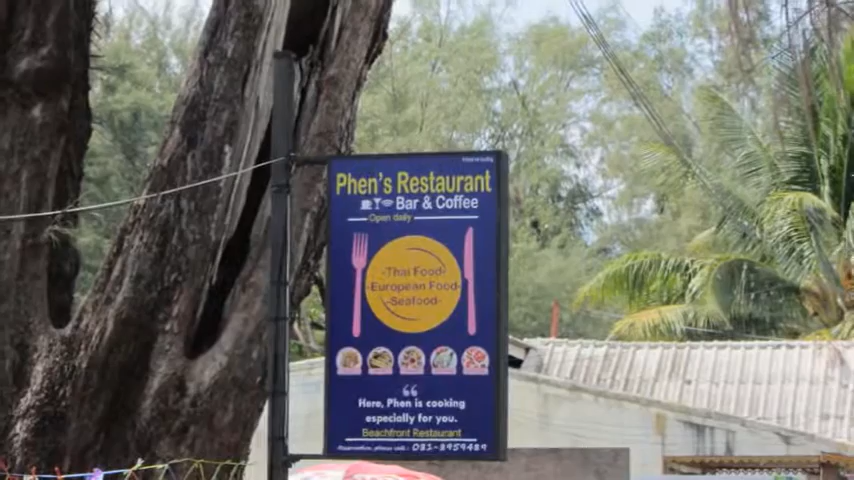 Phen's Restaurant
Bar & Coffee
Open daily
-Thai Food-
-European Food-
-Seafood-
“
Here, Phen is cooking
especially for you.
Beachfront Restaurant
081-8959489